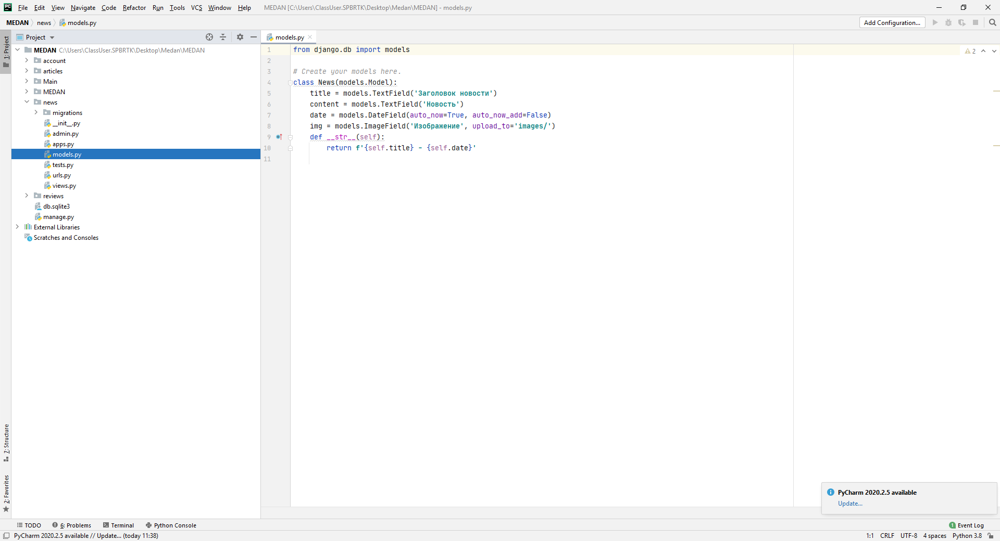 PC File Edit View Navigate Code Refactor Run Tools VCS Window Help MEDAN [C:\Users\ClassUser.SPBRTK\Desktop\Medan\MEDAN] - models.py
MEDAN news models.py Add Configuration...
1: Project
Project
models.py
MEDAN C:\Users\ClassUser.SPBRTK\Desktop\Medan\MEDAN
account
articles
Main
MEDAN
news
migrations
__init__.py
admin.py
apps.py
models.py
tests.py
urls.py
views.py
reviews
db.sqlite3
manage.py
External Libraries
Scratches and Consoles
1 from django.db import models
2
3 # Create your models here.
4 class News(models.Model):
5 title = models.TextField('Заголовок новости')
6 content = models.TextField('Новость')
7 date = models.DateField(auto_now=True, auto_now_add=False)
8 img = models.ImageField('Изображение', upload_to='images/')
9 def __str__(self):
10 return f'{self.title} - {self.date}'
11
2
7: Structure
2: Favorites
PyCharm 2020.2.5 available
Update...
TODO 6: Problems Terminal Python Console 1 Event Log
PyCharm 2020.2.5 available // Update... (today 11:38) 1:1 CRLF UTF-8 4 spaces Python 3.8